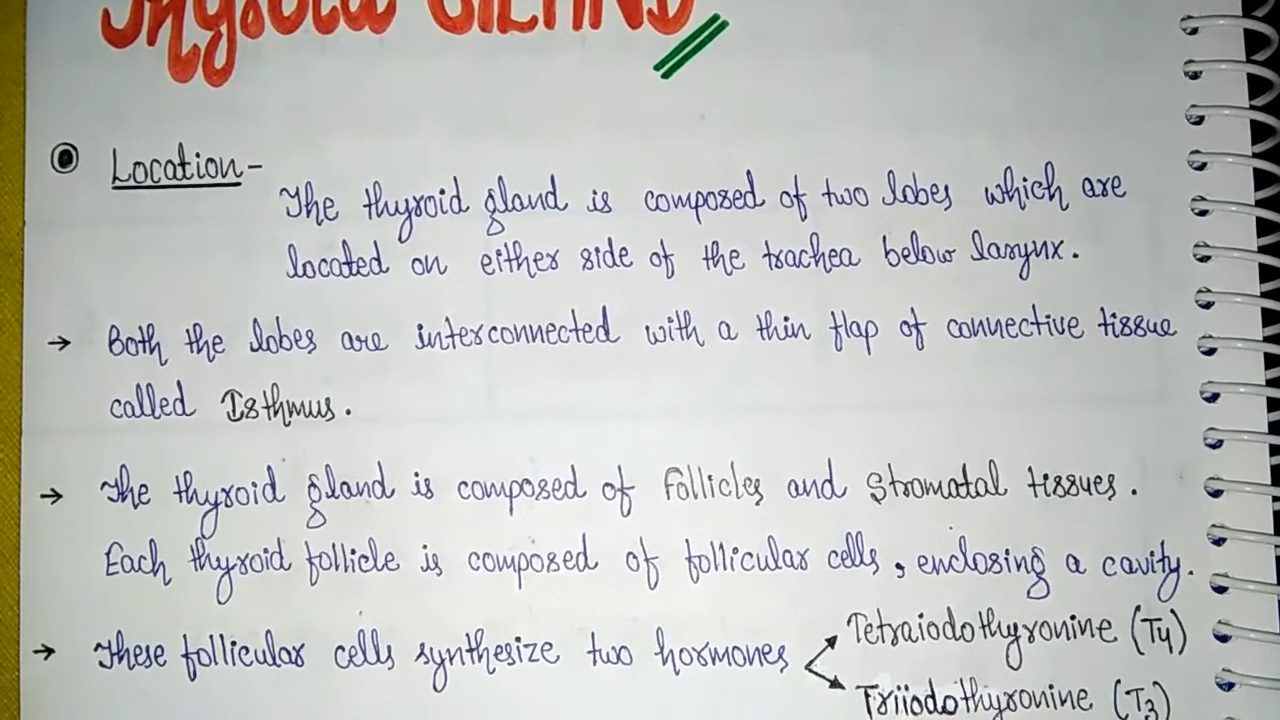 Thyroid GLAND
Location-
The thyroid gland is composed of two lobes which are
located on either side of the trachea below larynx.
→ Both the lobes are interconnected with a thin flap of connective tissue
called Isthmus.
→ The thyroid gland is composed of follicles and Stromatal tissues.
Each thyroid follicle is composed of follicular cells, enclosing a cavity.
→ These follicular cells synthesize two hormones
Tetraiodothyronine (T4)
Triiodothyronine (T3)